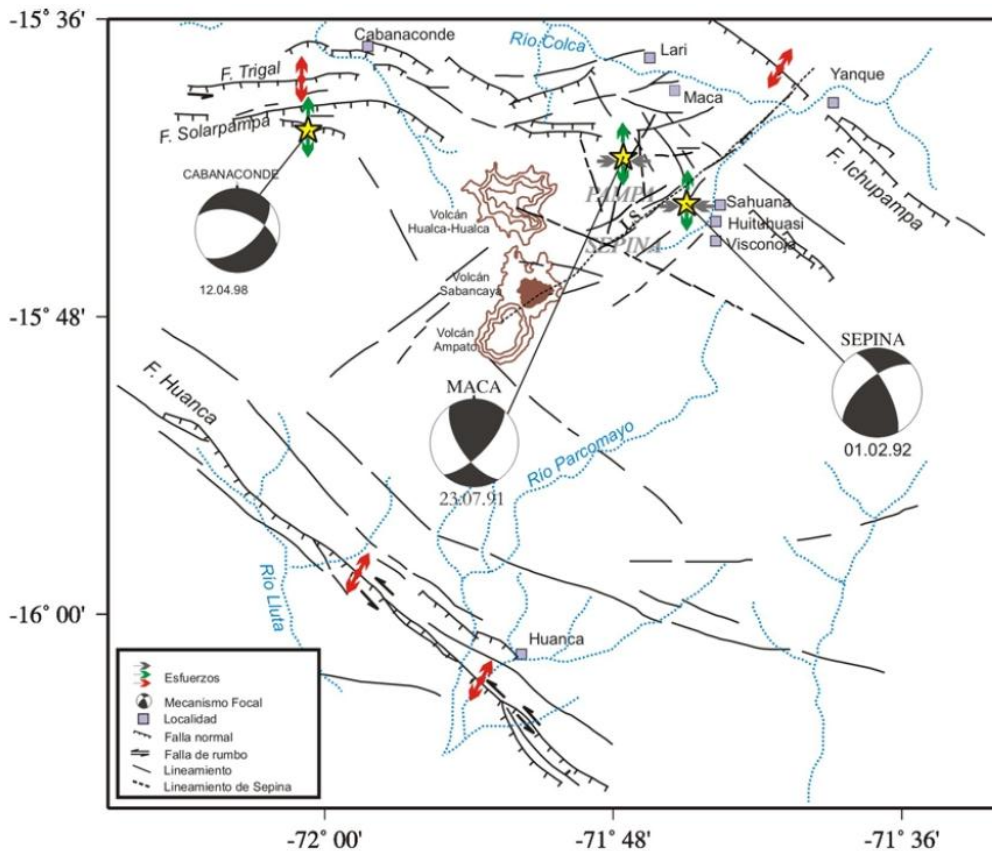 -15° 36'
Cabanaconde
Río Colca
Lari
F. Trigal
Maca
Yanque
F. Solarpampa
F. Ichupampa
CABANACONDE
PAMPA
Volcán
Hualca-Hualca
L.S.
Sahuana
Huituhuasi
SEPINA
Visconoja
12.04.98
Volcán
Sabancaya
-15° 48'
Volcán
Ampato
SEPINA
F. Huanca
MACA
Río Parcomayo
01.02.92
23.07.91
Río Lluta
-16° 00'
Huanca
Esfuerzos
Mecanismo Focal
Localidad
Falla normal
Falla de rumbo
Lineamiento
Lineamiento de Sepina
-72° 00'
-71° 48'
-71° 36'